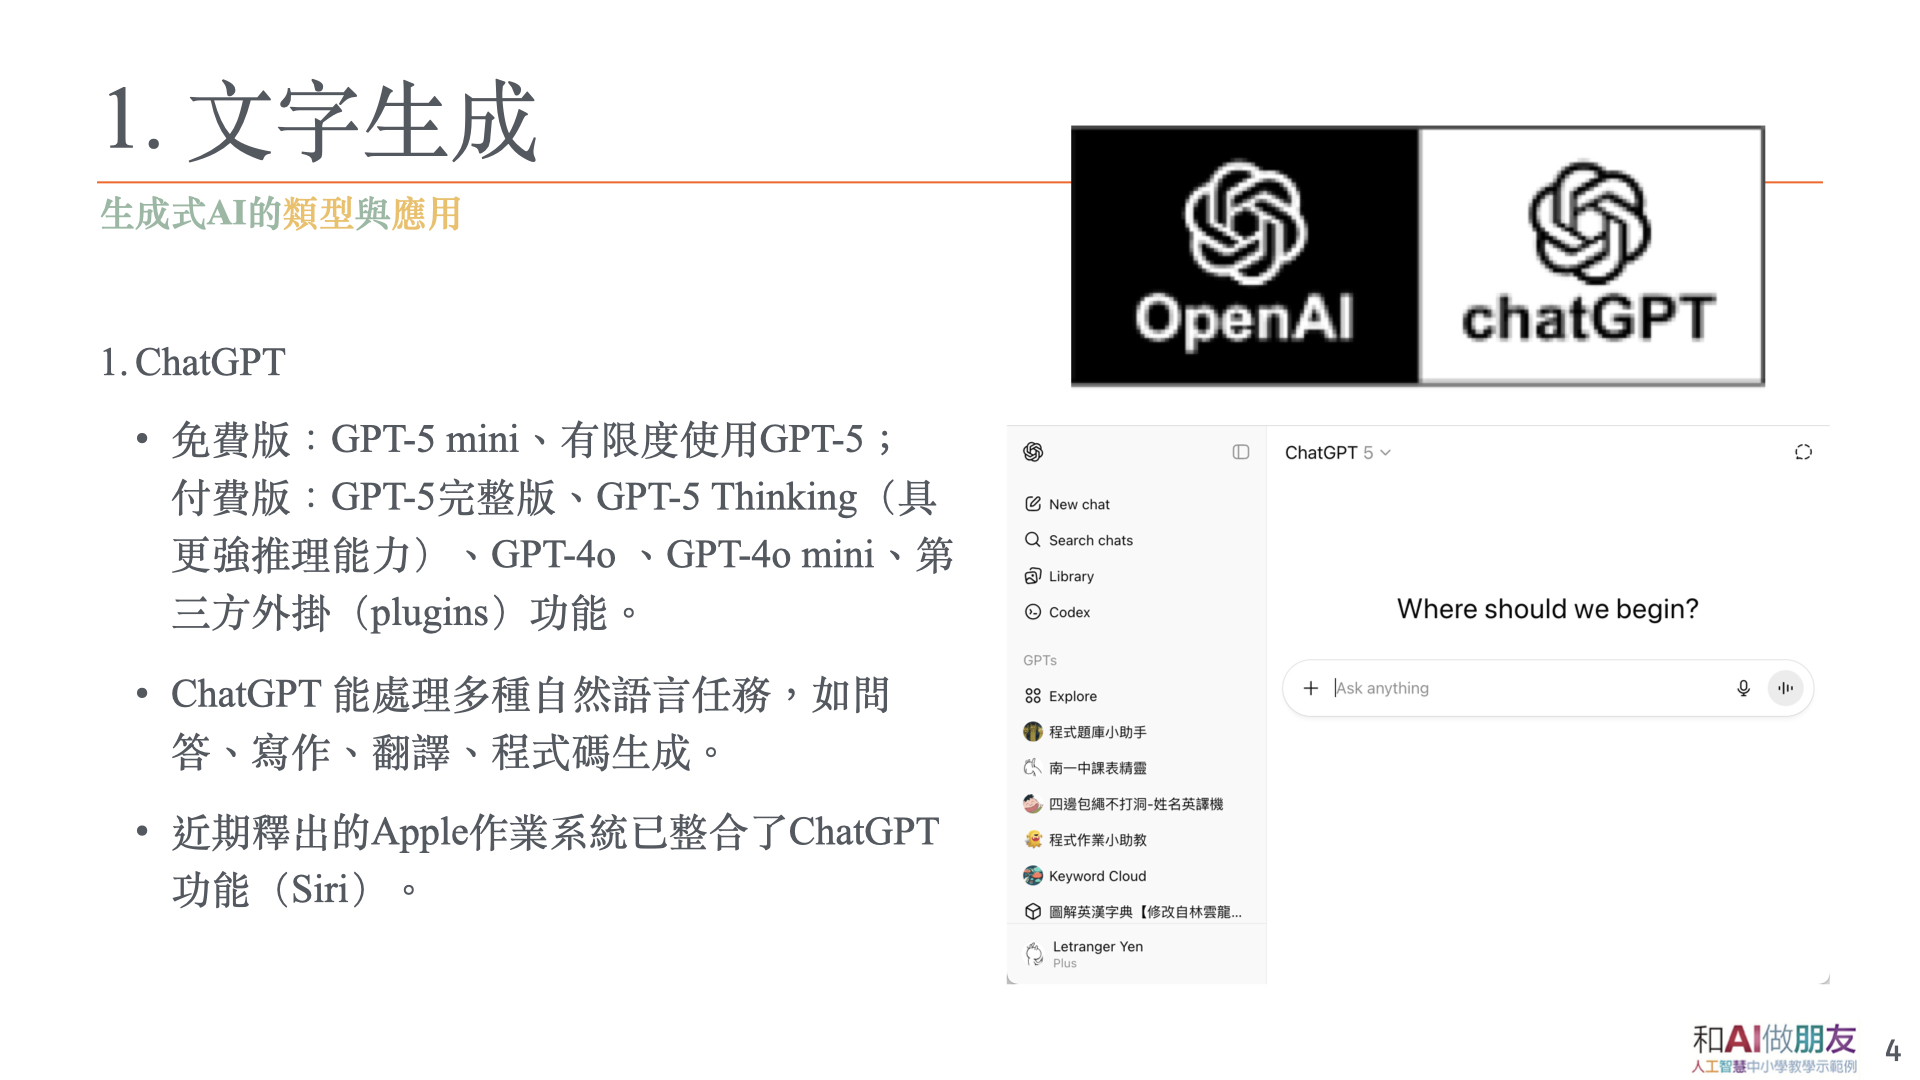 1. 文字生成
生成式AI的類型與應用
OpenAI
chatGPT
1. ChatGPT
• 免費版：GPT-5 mini、有限度使用GPT-5；
付費版：GPT-5完整版、GPT-5 Thinking（具
更強推理能力）、GPT-4o 、GPT-4o mini、第
三方外掛（plugins）功能。
• ChatGPT 能處理多種自然語言任務，如問
答、寫作、翻譯、程式碼生成。
• 近期釋出的Apple作業系統已整合了ChatGPT
功能（Siri）。
New chat
Search chats
Library
Codex
GPTs
Explore
程式題庫小助手
南一中課表精靈
四邊包繩不打洞-姓名英譯機
程式作業小助教
Keyword Cloud
圖解英漢字典【修改自林雲龍...
Letranger Yen
Plus
ChatGPT 5
Where should we begin?
Ask anything
和AI做朋友
人工智慧中小學教學示範例
4